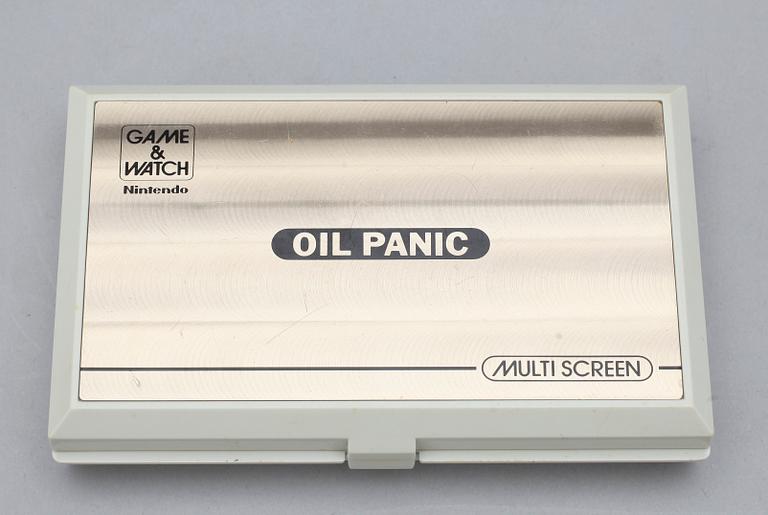 GAME
&
WATCH
Nintendo
OIL PANIC
MULTI SCREEN